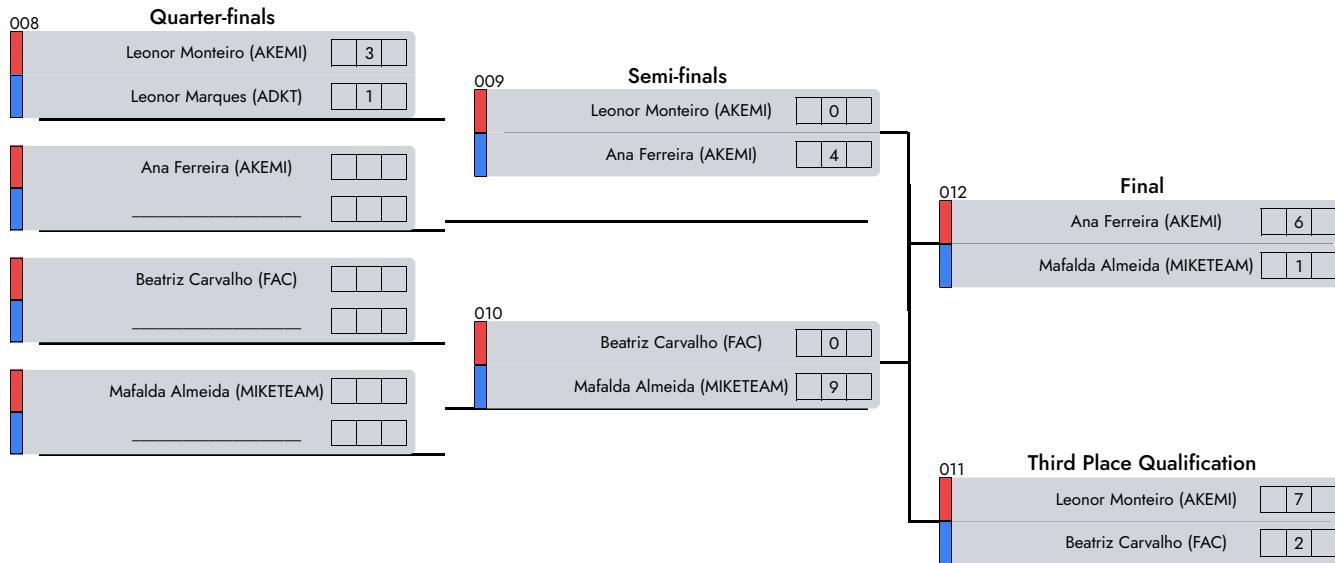 Quarter-finals
008
Leonor Monteiro (AKEMI) 3
Leonor Marques (ADKT) 1
Ana Ferreira (AKEMI)
____________________
Beatriz Carvalho (FAC)
____________________
Mafalda Almeida (MIKETEAM)
____________________
Semi-finals
009
Leonor Monteiro (AKEMI) 0
Ana Ferreira (AKEMI) 4
010
Beatriz Carvalho (FAC) 0
Mafalda Almeida (MIKETEAM) 9
Final
012
Ana Ferreira (AKEMI) 6
Mafalda Almeida (MIKETEAM) 1
Third Place Qualification
011
Leonor Monteiro (AKEMI) 7
Beatriz Carvalho (FAC) 2